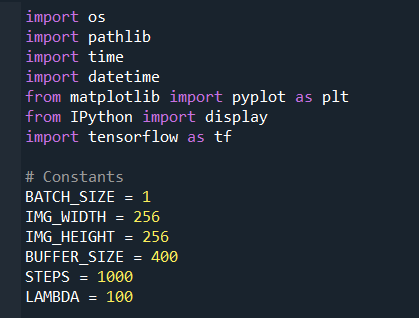 import os
import pathlib
import time
import datetime
from matplotlib import pyplot as plt
from IPython import display
import tensorflow as tf

# Constants
BATCH_SIZE = 1
IMG_WIDTH = 256
IMG_HEIGHT = 256
BUFFER_SIZE = 400
STEPS = 1000
LAMBDA = 100